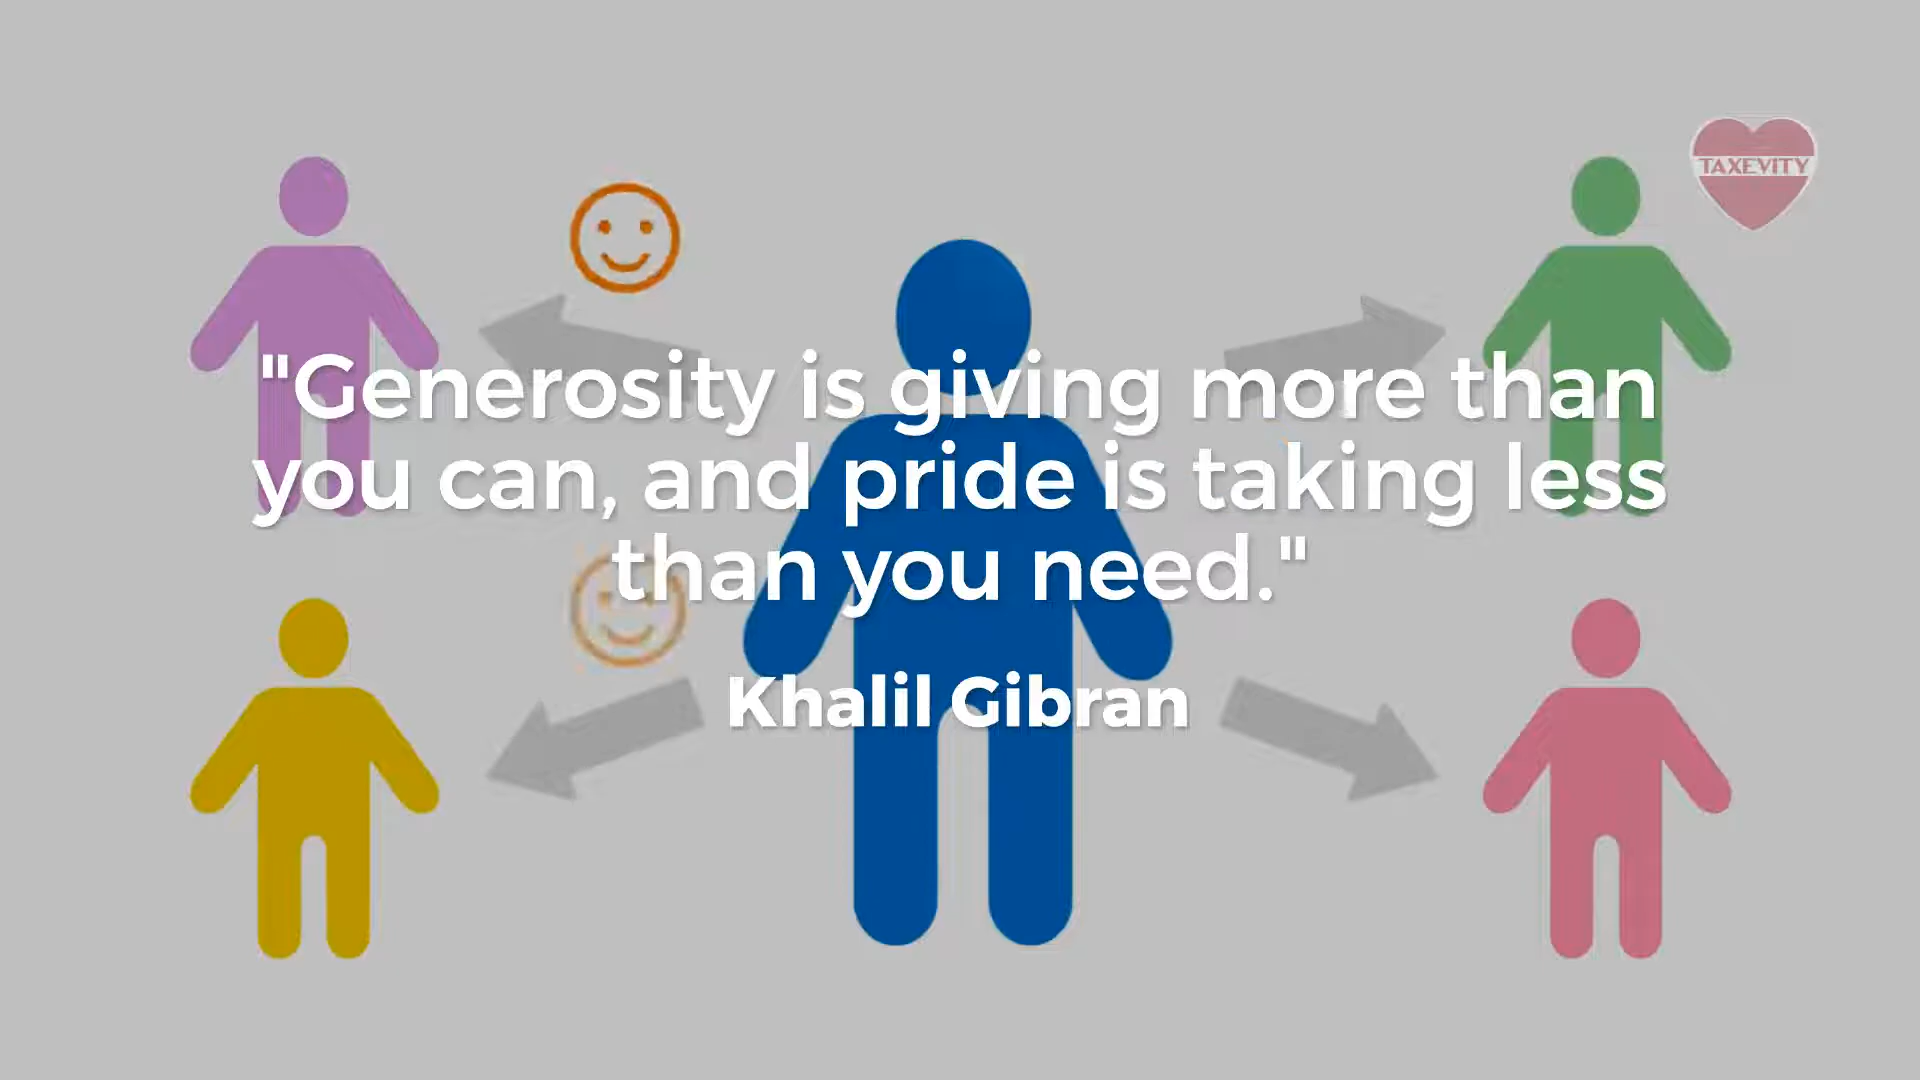 TAXEVITY
"Generosity is giving more than
you can, and pride is taking less
than you need."
Khalil Gibran